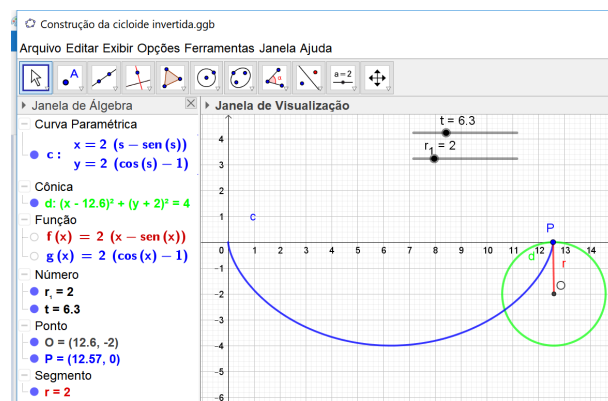 Construção da cicloide invertida.ggb
Arquivo Editar Exibir Opções Ferramentas Janela Ajuda
A
α
a=2
Janela de Álgebra
Janela de Visualização
Curva Paramétrica
c :
x = 2 (s − sen(s))
y = 2 (cos(s) − 1)
Cônica
d: (x - 12.6)² + (y + 2)² = 4
Função
f(x) = 2 (x − sen(x))
g(x) = 2 (cos(x) − 1)
Número
r₁ = 2
t = 6.3
Ponto
O = (12.6, -2)
P = (12.57, 0)
Segmento
r = 2
t = 6.3
r₁ = 2
4
3
2
1
c
P
0 1 2 3 4 5 6 7 8 9 10 11 12 13 14
0
d
r
-1
O
-2
-3
-4
-5
-6